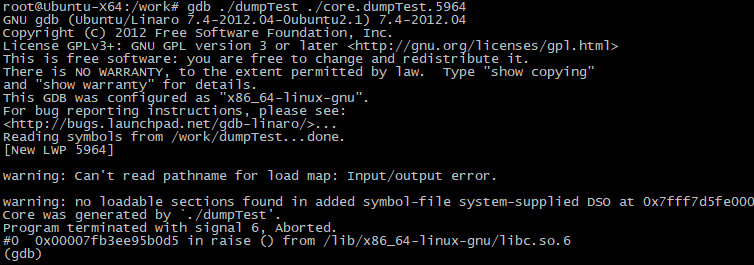 root@Ubuntu-X64:/work# gdb ./dumpTest ./core.dumpTest.5964
GNU gdb (Ubuntu/Linaro 7.4-2012.04-0ubuntu2.1) 7.4-2012.04
Copyright (C) 2012 Free Software Foundation, Inc.
License GPLv3+: GNU GPL version 3 or later <http://gnu.org/licenses/gpl.html>
This is free software: you are free to change and redistribute it.
There is NO WARRANTY, to the extent permitted by law.  Type "show copying"
and "show warranty" for details.
This GDB was configured as "x86_64-linux-gnu".
For bug reporting instructions, please see:
<http://bugs.launchpad.net/gdb-linaro/>...
Reading symbols from /work/dumpTest...done.
[New LWP 5964]
warning: Can't read pathname for load map: Input/output error.
warning: no loadable sections found in added symbol-file system-supplied DSO at 0x7fff7d5fe000
Core was generated by `./dumpTest'.
Program terminated with signal 6, Aborted.
#0  0x00007fb3ee95b0d5 in raise () from /lib/x86_64-linux-gnu/libc.so.6
(gdb)